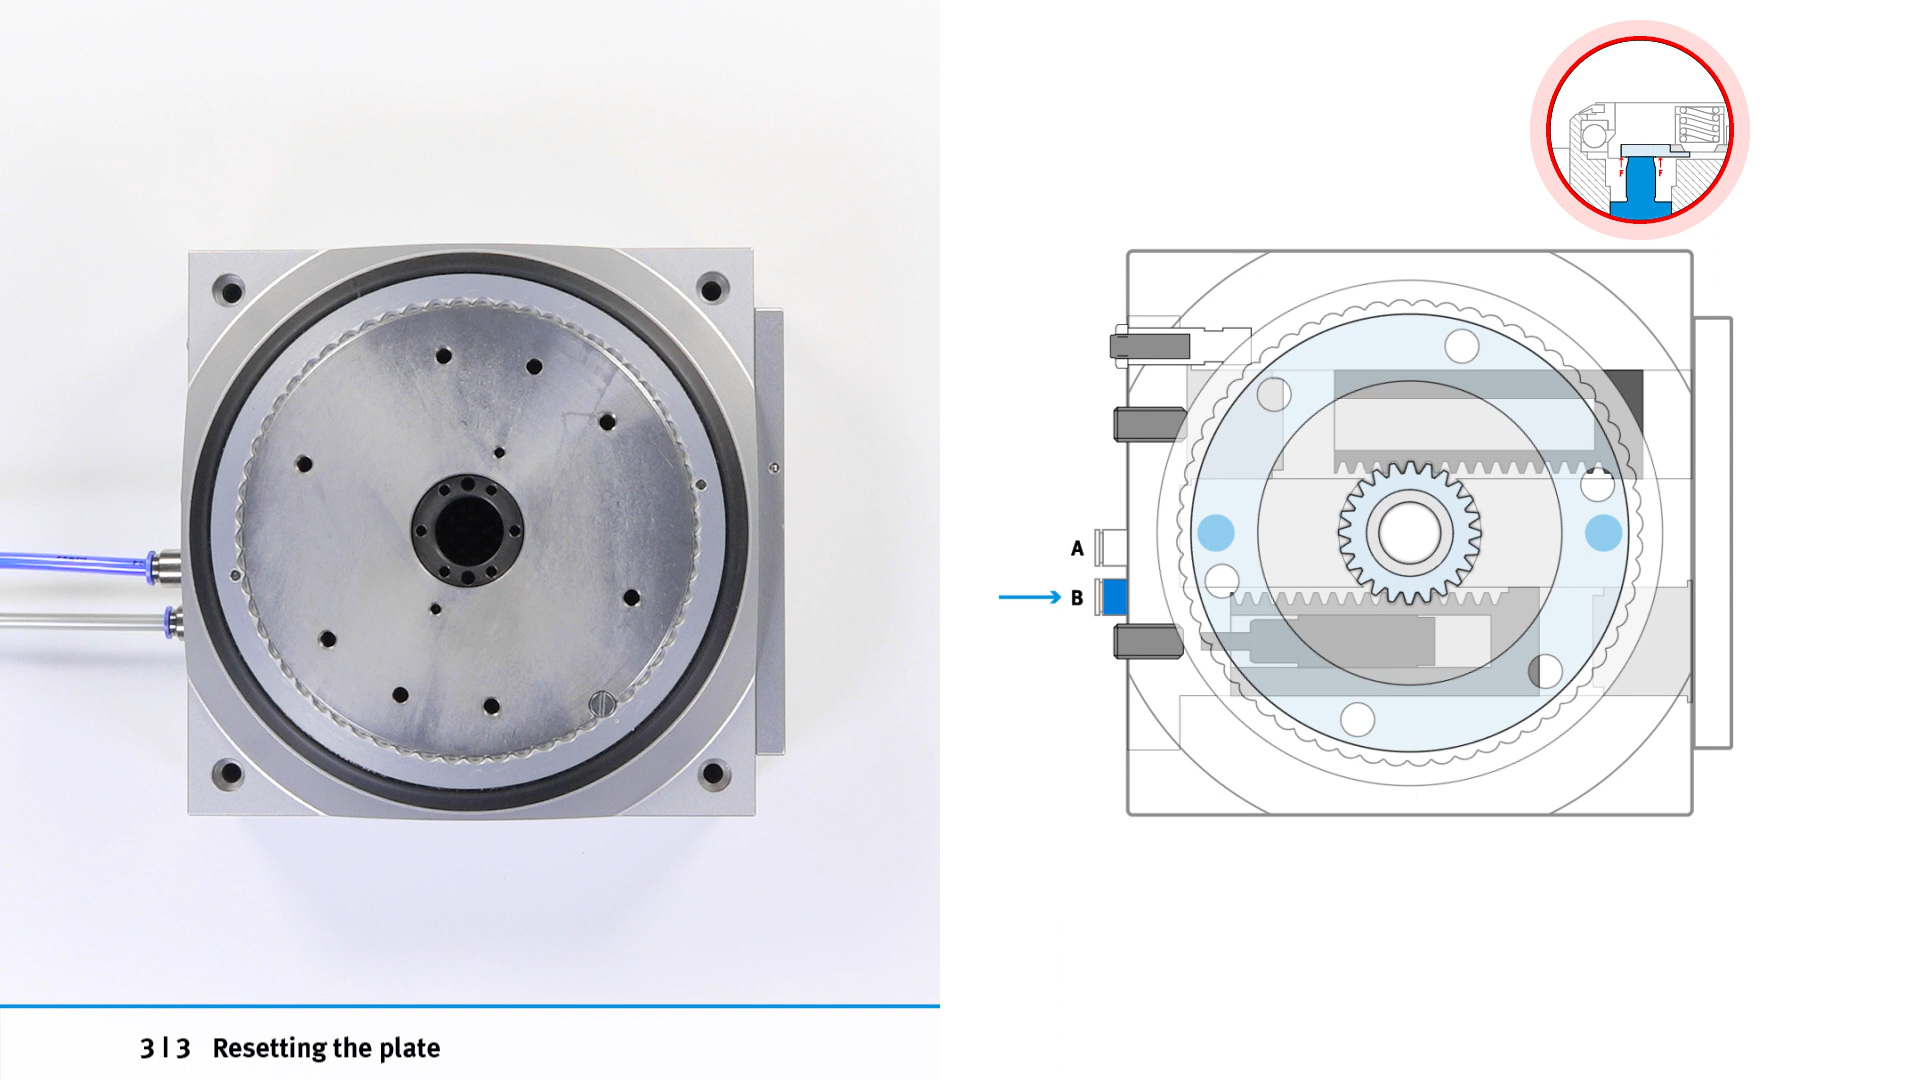 F F
A
B
3 | 3 Resetting the plate